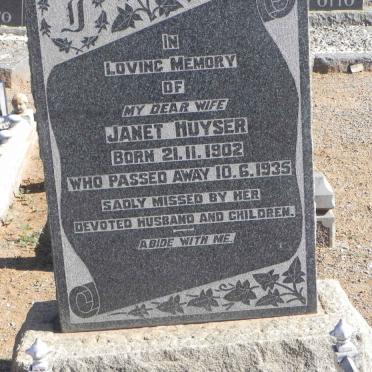 IN
LOVING MEMORY
OF
MY DEAR WIFE
JANET HUYSER
BORN 21.11.1902
WHO PASSED AWAY 10.6.1935
SADLY MISSED BY HER
DEVOTED HUSBAND AND CHILDREN.
ABIDE WITH ME.
OTTO